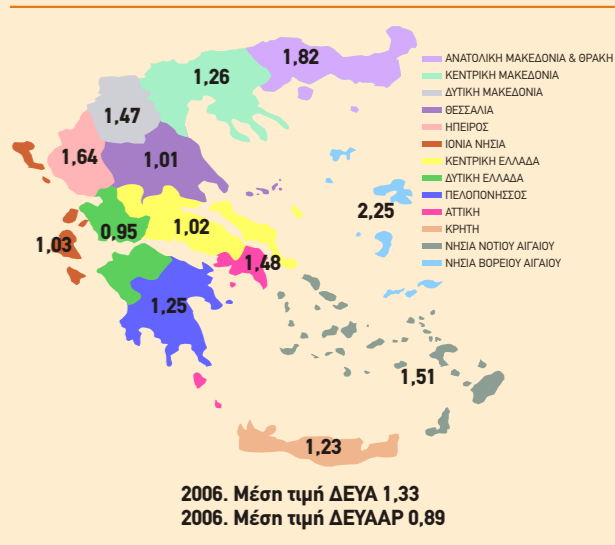 1,82
1,26
1,47
1,64
1,01
2,25
0,95
1,02
1,03
1,48
1,25
1,51
1,23
ΑΝΑΤΟΛΙΚΗ ΜΑΚΕΔΟΝΙΑ & ΘΡΑΚΗ
ΚΕΝΤΡΙΚΗ ΜΑΚΕΔΟΝΙΑ
ΔΥΤΙΚΗ ΜΑΚΕΔΟΝΙΑ
ΘΕΣΣΑΛΙΑ
ΗΠΕΙΡΟΣ
ΙΟΝΙΑ ΝΗΣΙΑ
ΚΕΝΤΡΙΚΗ ΕΛΛΑΔΑ
ΔΥΤΙΚΗ ΕΛΛΑΔΑ
ΠΕΛΟΠΟΝΝΗΣΣΟΣ
ΑΤΤΙΚΗ
ΚΡΗΤΗ
ΝΗΣΙΑ ΝΟΤΙΟΥ ΑΙΓΑΙΟΥ
ΝΗΣΙΑ ΒΟΡΕΙΟΥ ΑΙΓΑΙΟΥ
2006. Μέση τιμή ΔΕΥΑ 1,33
2006. Μέση τιμή ΔΕΥΑΑΡ 0,89